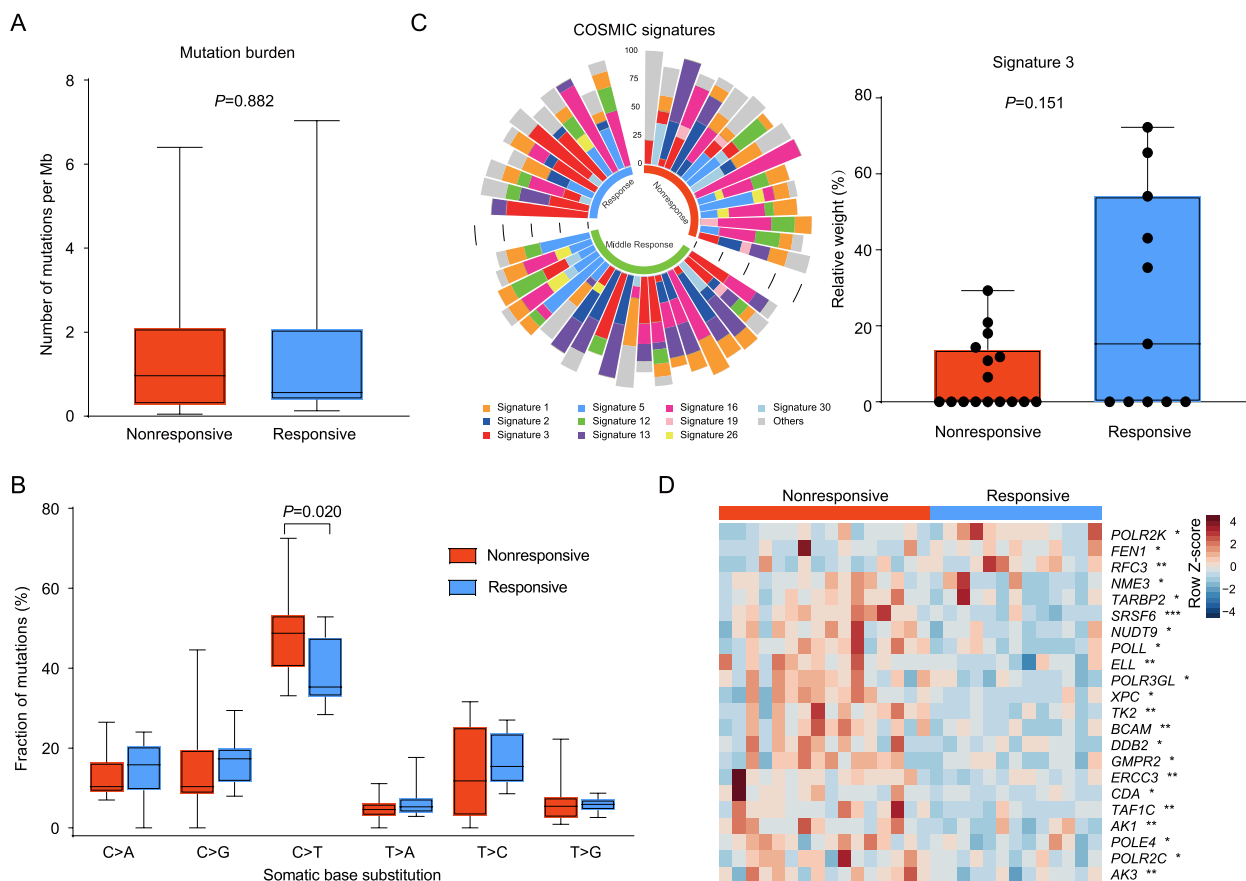 A
Mutation burden
P=0.882
Number of mutations per Mb
8
6
4
2
0
Nonresponsive
Responsive
C
COSMIC signatures
100
75
50
25
0
Response
Nonresponse
Middle Response
Signature 1
Signature 2
Signature 3
Signature 5
Signature 12
Signature 13
Signature 16
Signature 19
Signature 26
Signature 30
Others
Signature 3
P=0.151
Relative weight (%)
80
60
40
20
0
Nonresponsive
Responsive
B
Fraction of mutations (%)
80
60
40
20
0
P=0.020
Nonresponsive
Responsive
C>A
C>G
C>T
T>A
T>C
T>G
Somatic base substitution
D
Nonresponsive
Responsive
POLR2K *
FEN1 *
RFC3 **
NME3 *
TARBP2 *
SRSF6 ***
NUDT9 *
POLL *
ELL **
POLR3GL *
XPC *
TK2 **
BCAM **
DDB2 *
GMPR2 *
ERCC3 **
CDA *
TAF1C **
AK1 **
POLE4 *
POLR2C *
AK3 **
Row Z-score
4
2
0
−2
−4